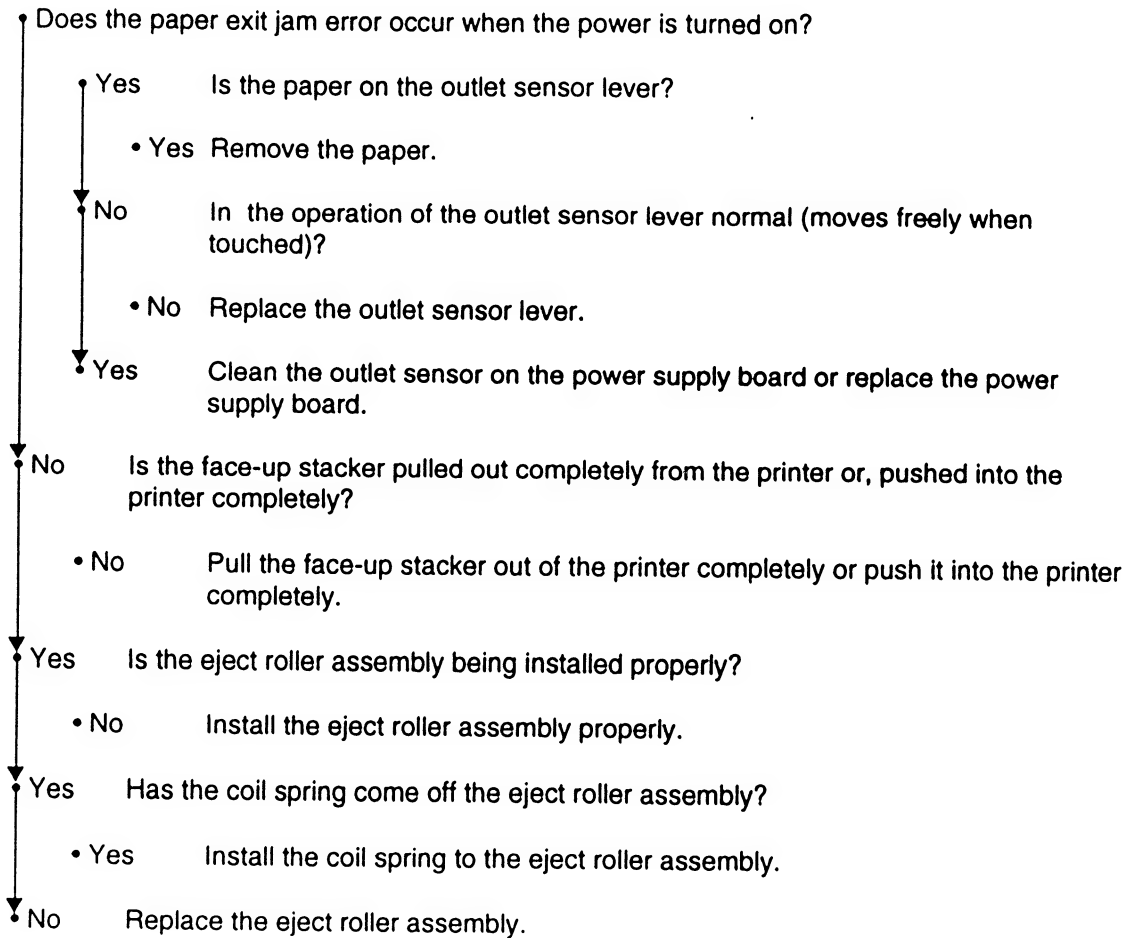 • Does the paper exit jam error occur when the power is turned on?
• Yes Is the paper on the outlet sensor lever?
• Yes Remove the paper.
• No In the operation of the outlet sensor lever normal (moves freely when
touched)?
• No Replace the outlet sensor lever.
• Yes Clean the outlet sensor on the power supply board or replace the power
supply board.
• No Is the face-up stacker pulled out completely from the printer or, pushed into the
printer completely?
• No Pull the face-up stacker out of the printer completely or push it into the printer
completely.
• Yes Is the eject roller assembly being installed properly?
• No Install the eject roller assembly properly.
• Yes Has the coil spring come off the eject roller assembly?
• Yes Install the coil spring to the eject roller assembly.
• No Replace the eject roller assembly.